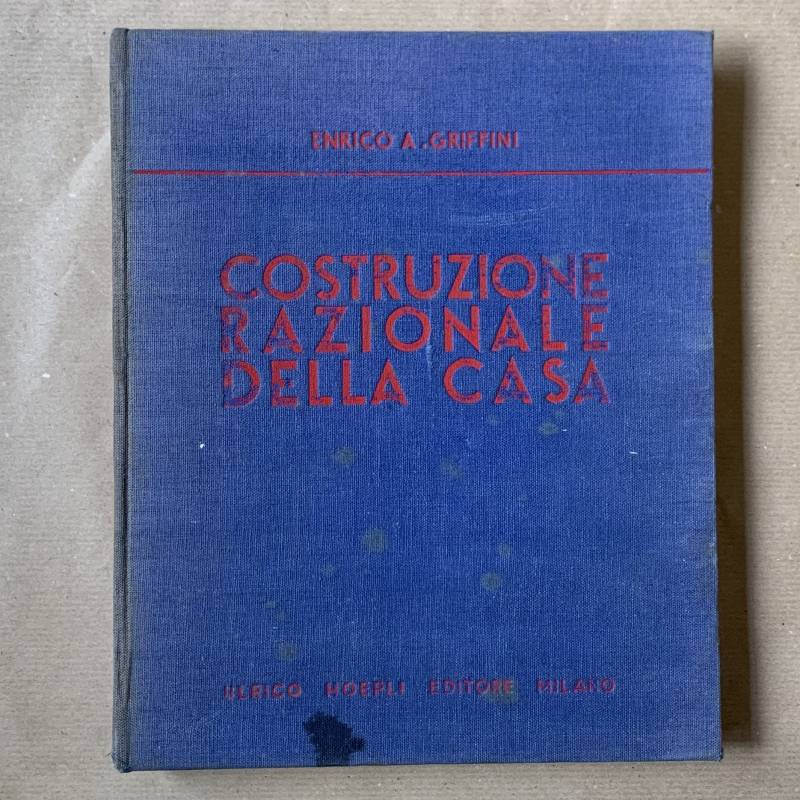 ENRICO A. GRIFFINI
COSTRUZIONE
RAZIONALE
DELLA CASA
ULRICO HOEPLI EDITORE MILANO